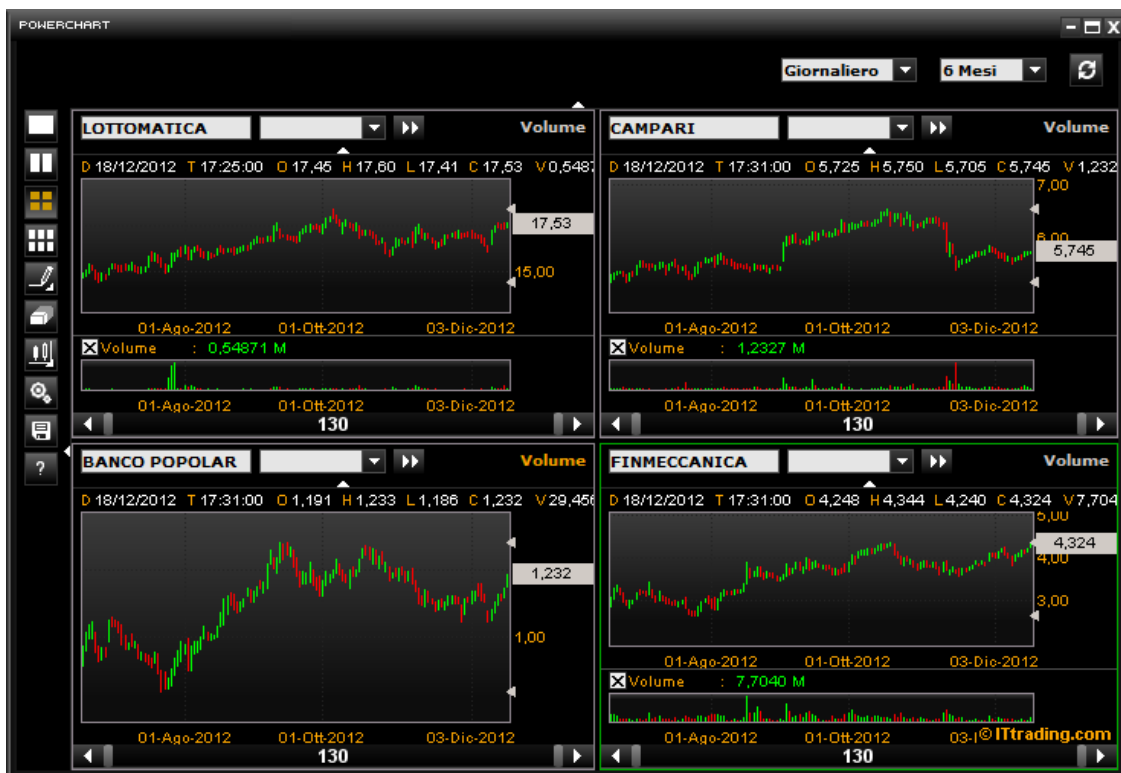 POWERCHART
Giornaliero 6 Mesi
LOTTOMATICA Volume
D 18/12/2012 T 17:25:00 O 17,45 H 17,60 L 17,41 C 17,53 V 0,5487
17,53
15,00
01-Ago-2012 01-Ott-2012 03-Dic-2012
Volume : 0,54871 M
01-Ago-2012 01-Ott-2012 03-Dic-2012
130
CAMPARI Volume
D 18/12/2012 T 17:31:00 O 5,725 H 5,750 L 5,705 C 5,745 V 1,232
7,00
6,00
5,745
01-Ago-2012 01-Ott-2012 03-Dic-2012
Volume : 1,2327 M
01-Ago-2012 01-Ott-2012 03-Dic-2012
130
?
BANCO POPOLAR Volume
D 18/12/2012 T 17:31:00 O 1,191 H 1,233 L 1,186 C 1,232 V 29,456
1,232
1,00
01-Ago-2012 01-Ott-2012 03-Dic-2012
130
FINMECCANICA Volume
D 18/12/2012 T 17:31:00 O 4,248 H 4,344 L 4,240 C 4,324 V 7,704
5,00
4,324
4,00
3,00
01-Ago-2012 01-Ott-2012 03-Dic-2012
Volume : 7,7040 M
01-Ago-2012 01-Ott-2012 03-
© ITtrading.com
130